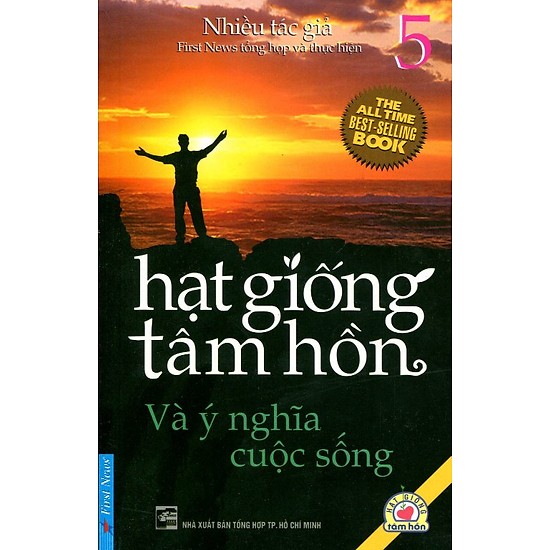 Nhiều tác giả
First News tổng hợp và thực hiện
5
THE
ALL TIME
BEST-SELLING
BOOK
hạt giống
tâm hồn
Và ý nghĩa
cuộc sống
First News
NHÀ XUẤT BẢN TỔNG HỢP TP. HỒ CHÍ MINH
HẠT GIỐNG
tâm hồn